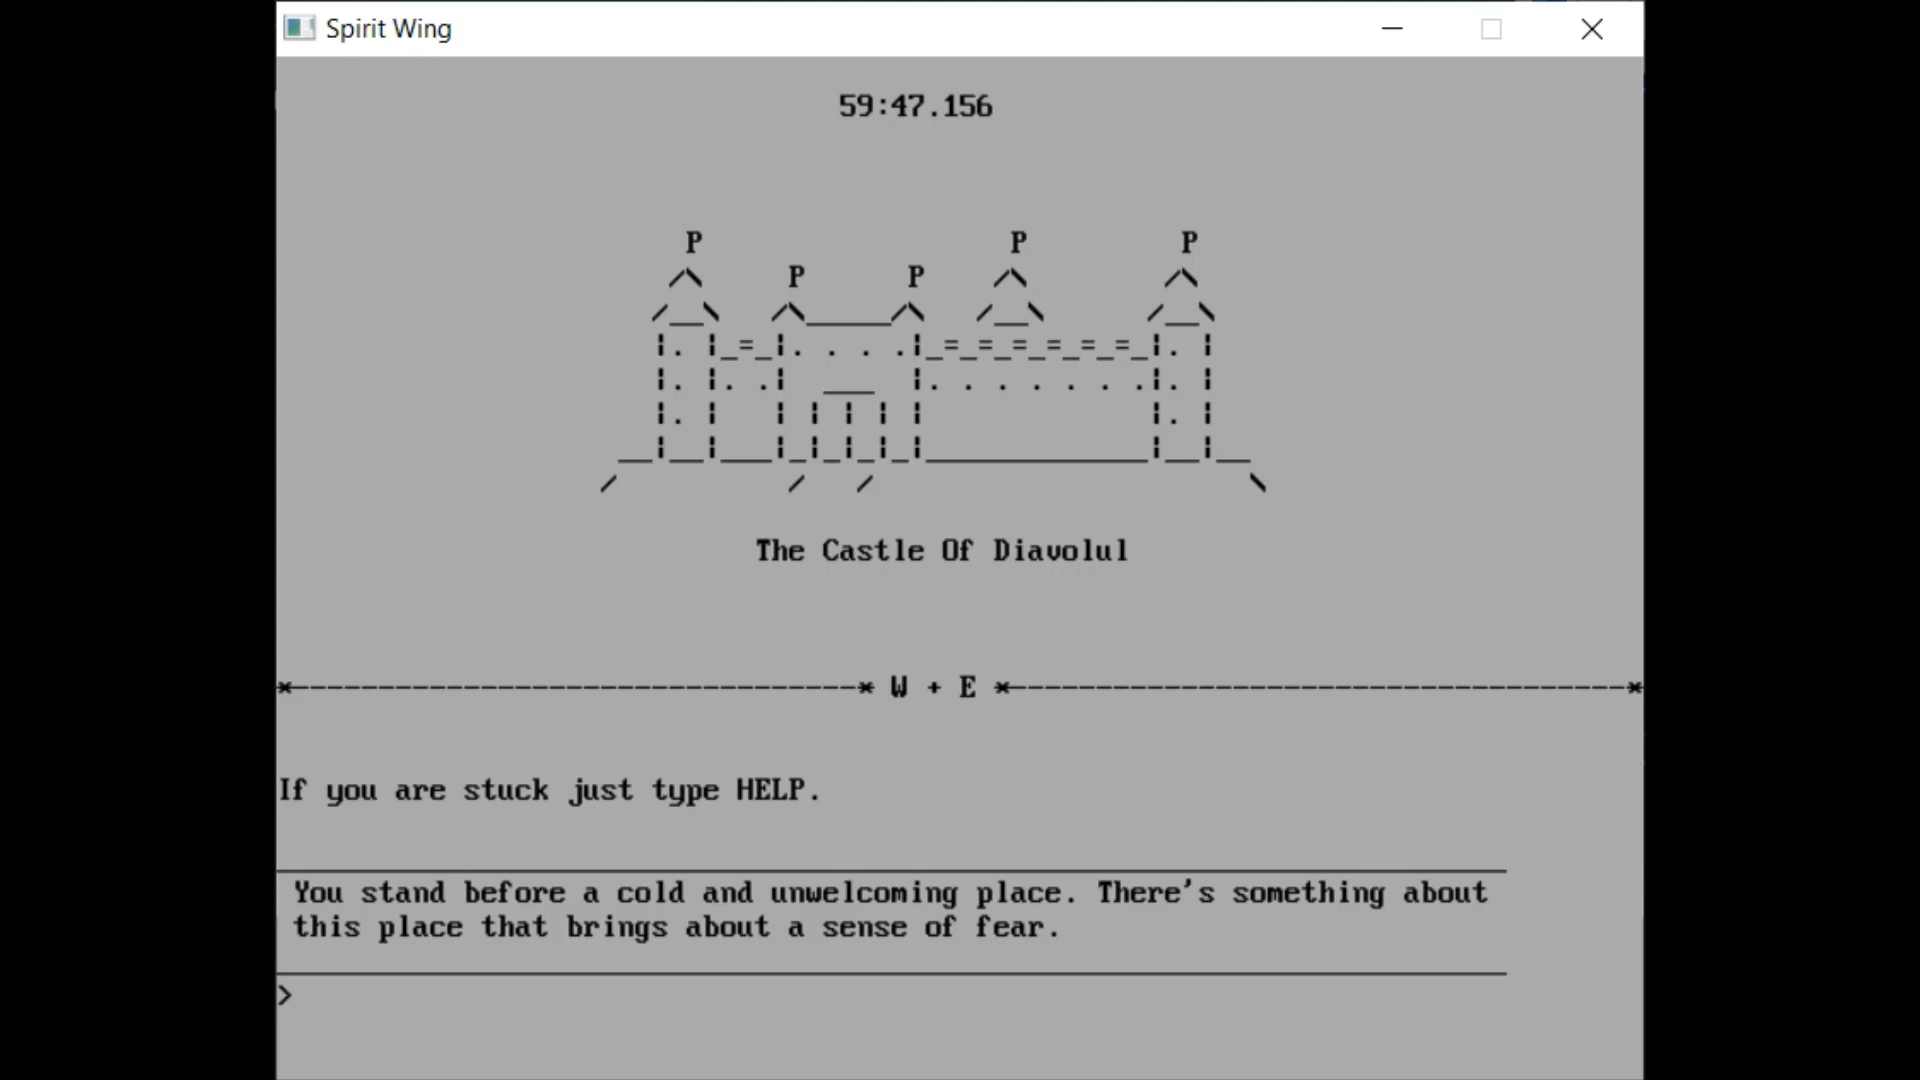 Spirit Wing
59:47.156
P P P
P P
The Castle Of Diavolul
*----------------------------------* W + E *-------------------------------------*
If you are stuck just type HELP.
You stand before a cold and unwelcoming place. There's something about
this place that brings about a sense of fear.
>